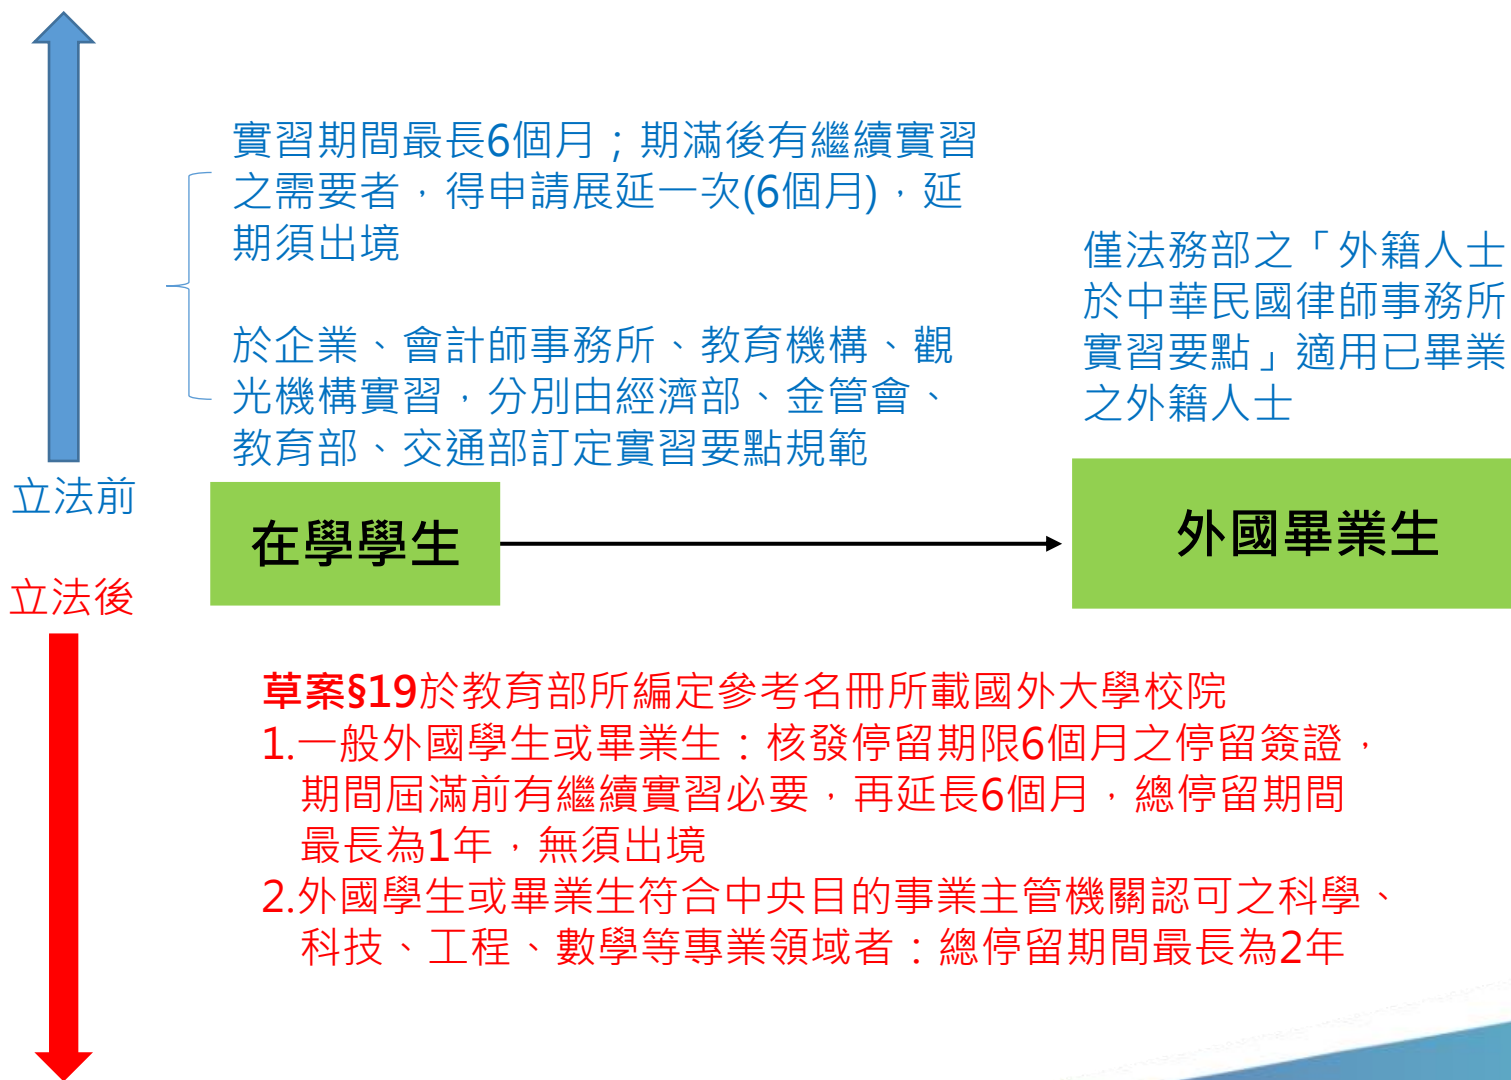 實習期間最長6個月；期滿後有繼續實習
之需要者，得申請展延一次(6個月)，延
期須出境
於企業、會計師事務所、教育機構、觀
光機構實習，分別由經濟部、金管會、
教育部、交通部訂定實習要點規範
僅法務部之「外籍人士
於中華民國律師事務所
實習要點」適用已畢業
之外籍人士
立法前
在學學生
外國畢業生
立法後
草案§19於教育部所編定參考名冊所載國外大學校院
1.一般外國學生或畢業生：核發停留期限6個月之停留簽證，
期間屆滿前有繼續實習必要，再延長6個月，總停留期間
最長為1年，無須出境
2.外國學生或畢業生符合中央目的事業主管機關認可之科學、
科技、工程、數學等專業領域者：總停留期間最長為2年